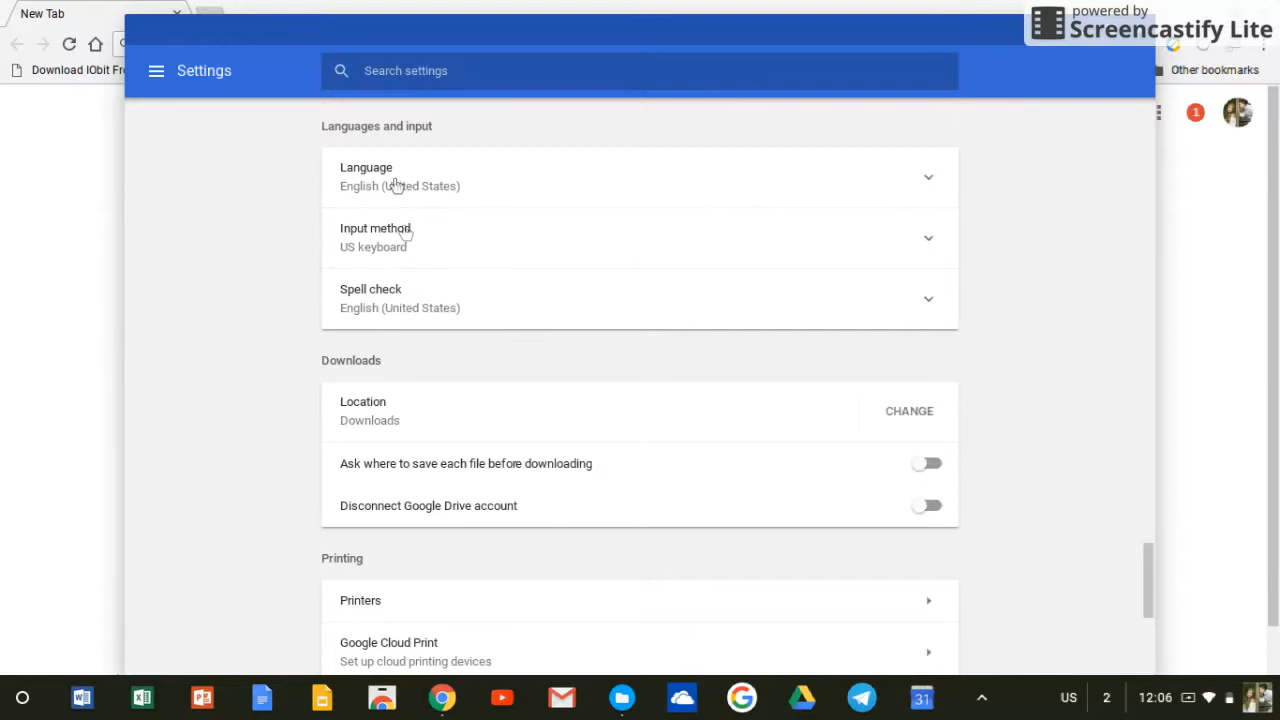 New Tab
powered by
Screencastify Lite
Download IObit Fr
Other bookmarks
Settings
Search settings
1
Languages and input
Language
English (United States)
Input method
US keyboard
Spell check
English (United States)
Downloads
Location
Downloads
CHANGE
Ask where to save each file before downloading
Disconnect Google Drive account
Printing
Printers
Google Cloud Print
Set up cloud printing devices
31
US
2
12:06